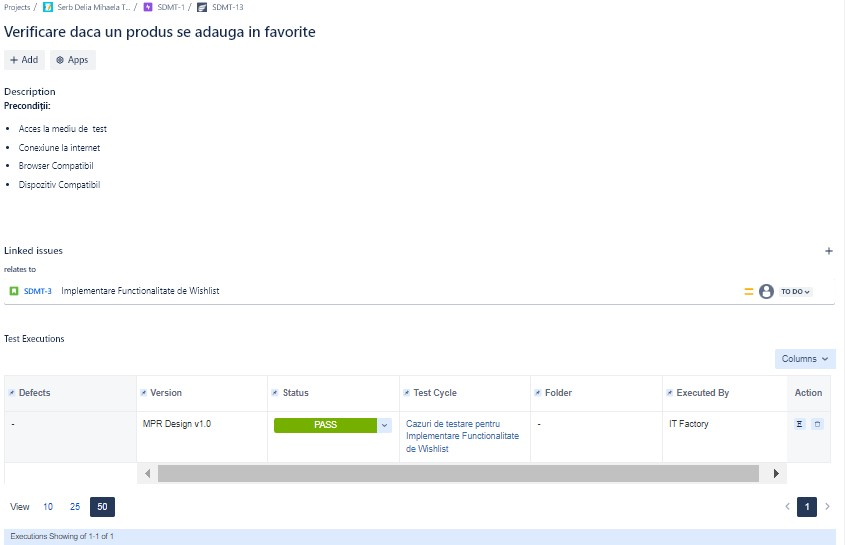 Projects / Serb Delia Mihaela T... / SDMT-1 / SDMT-13
Verificare daca un produs se adauga in favorite
+ Add Apps
Description
Precondiții:
• Acces la mediu de test
• Conexiune la internet
• Browser Compatibil
• Dispozitiv Compatibil
Linked issues +
relates to
SDMT-3 Implementare Functionalitate de Wishlist TO DO
Test Executions
Columns
Defects Version Status Test Cycle Folder Executed By Action
- MPR Design v1.0 PASS Cazuri de testare pentru - IT Factory E
Implementare Functionalitate
de Wishlist
View 10 25 50 < 1 >
Executions Showing of 1-1 of 1